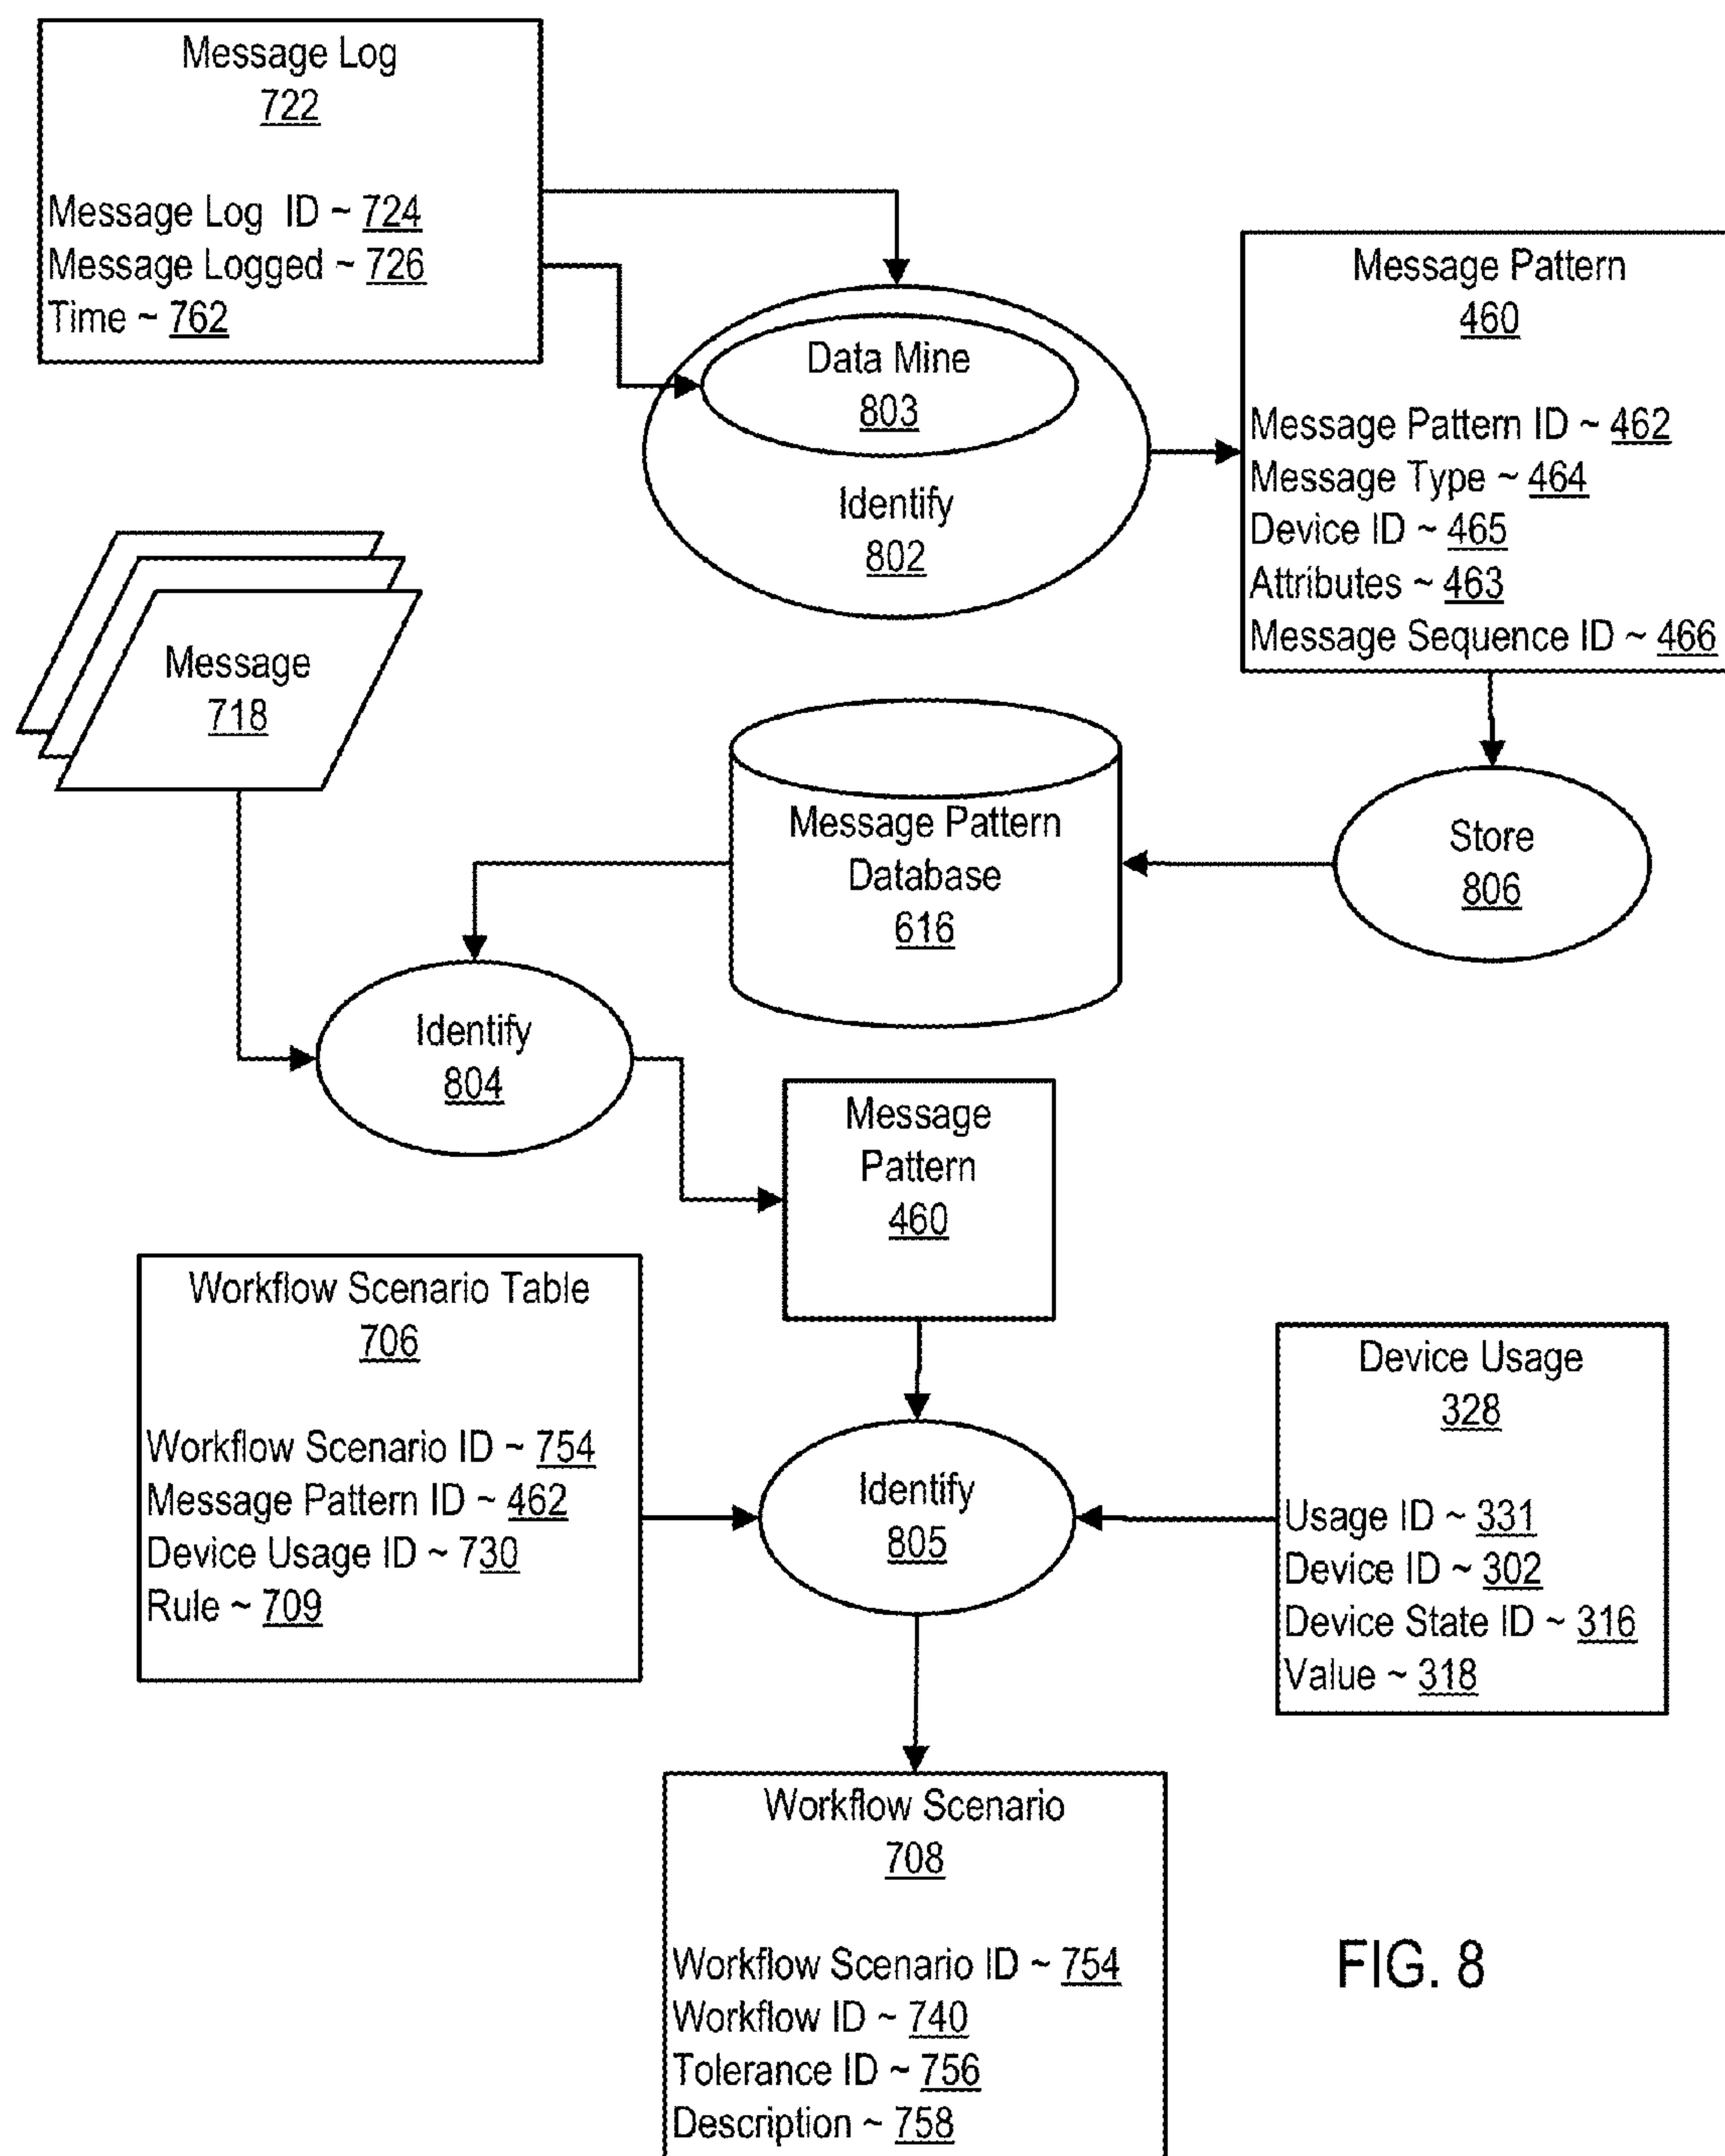 Message Log
722
Message Log ID ~ 724
Message Logged ~ 726
Time ~ 762
Data Mine
803
Identify
802
Message Pattern
460
Message Pattern ID ~ 462
Message Type ~ 464
Device ID ~ 465
Attributes ~ 463
Message Sequence ID ~ 466
Message
718
Message Pattern
Database
616
Store
806
Identify
804
Message
Pattern
460
Workflow Scenario Table
706
Workflow Scenario ID ~ 754
Message Pattern ID ~ 462
Device Usage ID ~ 730
Rule ~ 709
Identify
805
Device Usage
328
Usage ID ~ 331
Device ID ~ 302
Device State ID ~ 316
Value ~ 318
Workflow Scenario
708
Workflow Scenario ID ~ 754
Workflow ID ~ 740
Tolerance ID ~ 756
Description ~ 758
FIG. 8